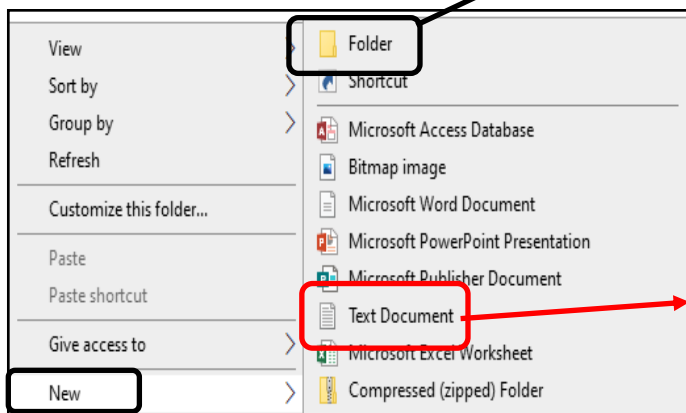 View
Sort by
Group by
Refresh
Customize this folder...
Paste
Paste shortcut
Give access to
New
Folder
Shortcut
Microsoft Access Database
Bitmap image
Microsoft Word Document
Microsoft PowerPoint Presentation
Microsoft Publisher Document
Text Document
Microsoft Excel Worksheet
Compressed (zipped) Folder